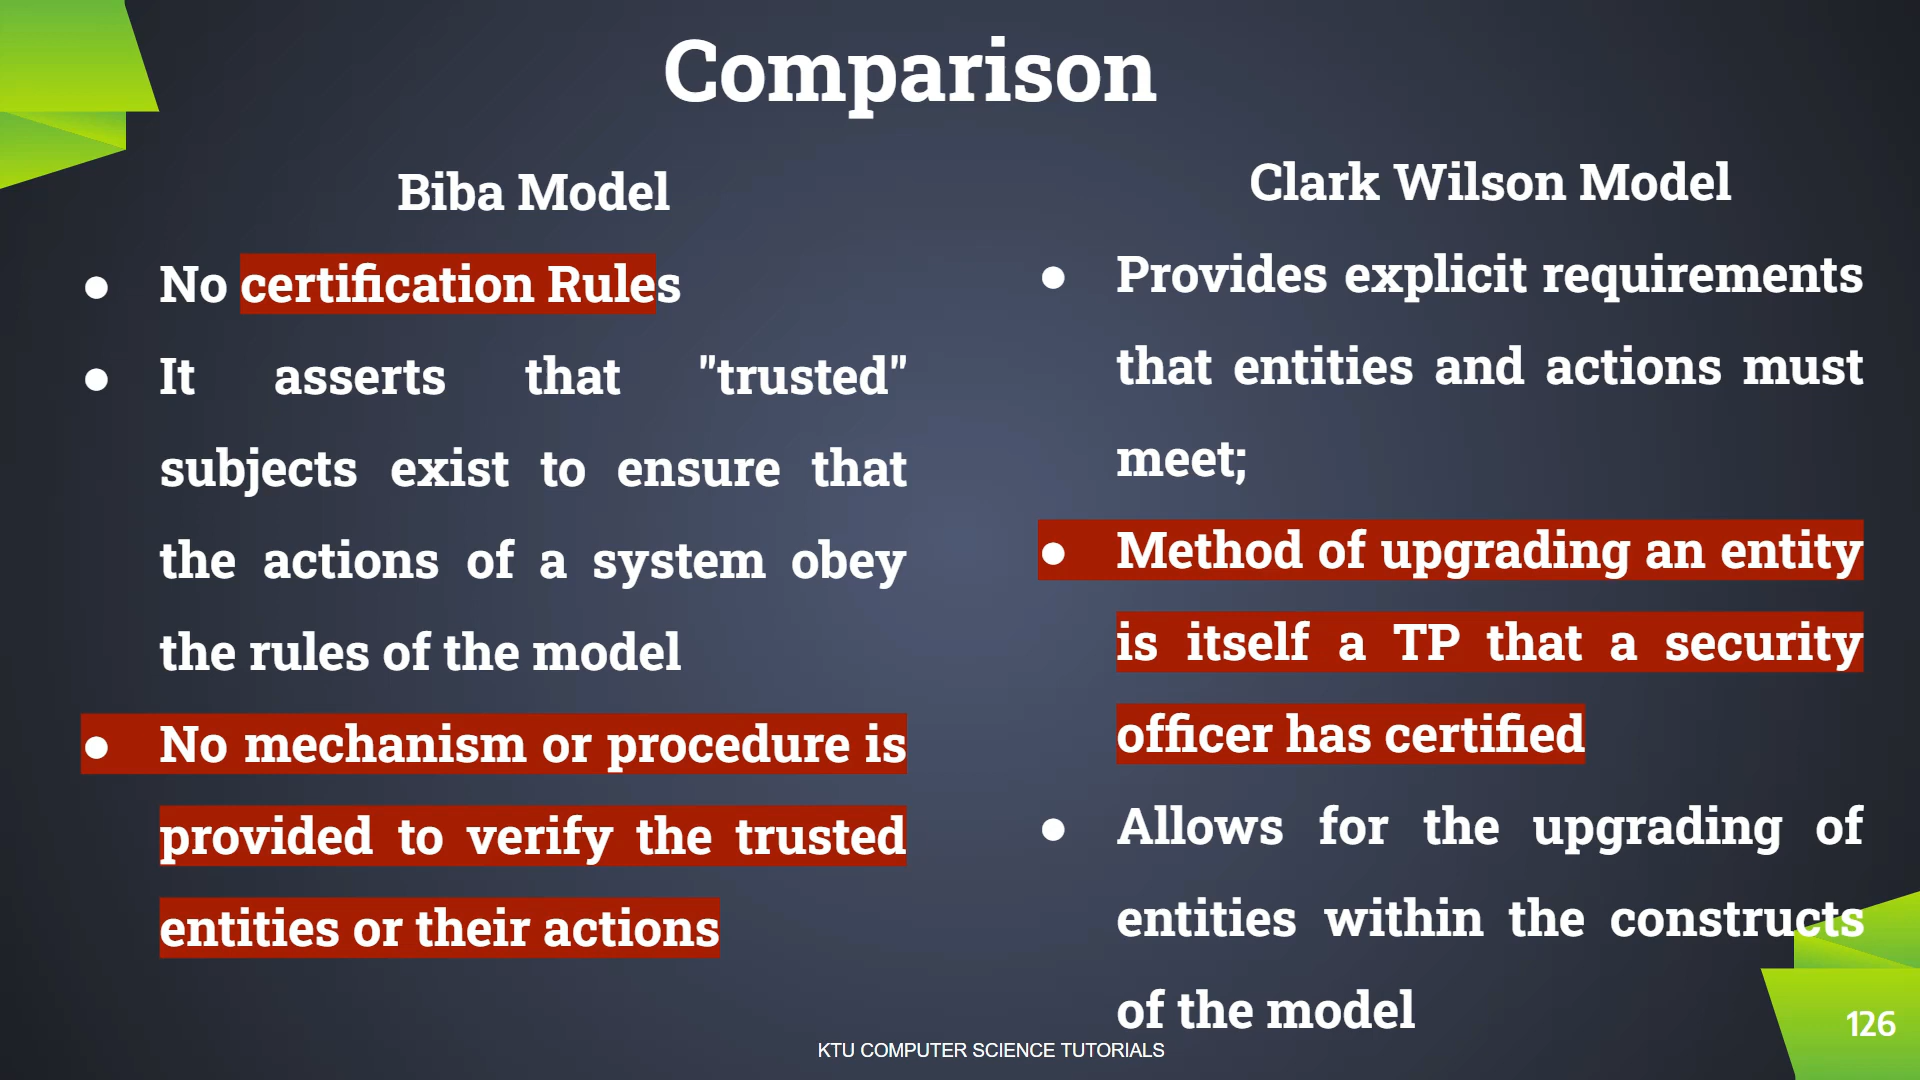 Comparison
Biba Model
● No certification Rules
● It asserts that "trusted"
subjects exist to ensure that
the actions of a system obey
the rules of the model
● No mechanism or procedure is
provided to verify the trusted
entities or their actions
Clark Wilson Model
● Provides explicit requirements
that entities and actions must
meet;
● Method of upgrading an entity
is itself a TP that a security
officer has certified
● Allows for the upgrading of
entities within the constructs
of the model
KTU COMPUTER SCIENCE TUTORIALS
126